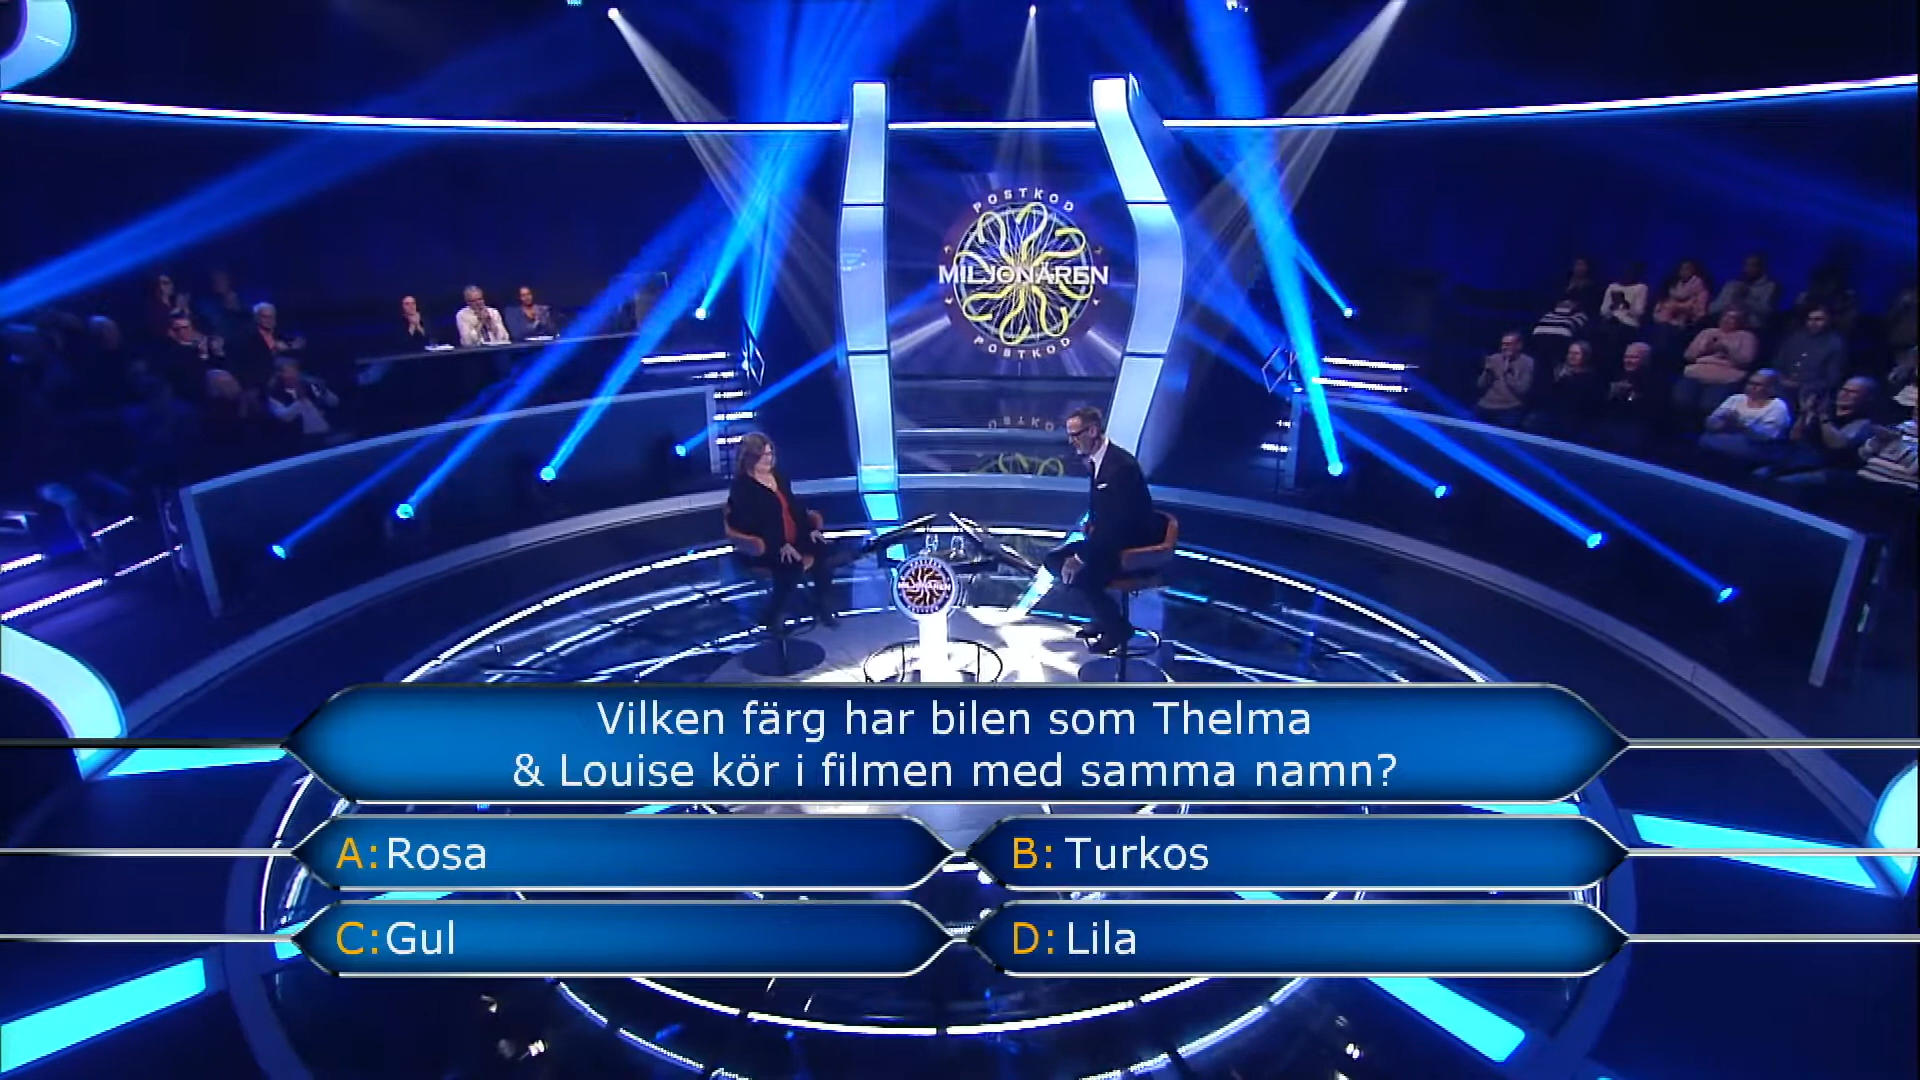 POSTKOD
MILJONÄREN
POSTKOD
MILJONÄREN
Vilken färg har bilen som Thelma
& Louise kör i filmen med samma namn?
A: Rosa
B: Turkos
C: Gul
D: Lila